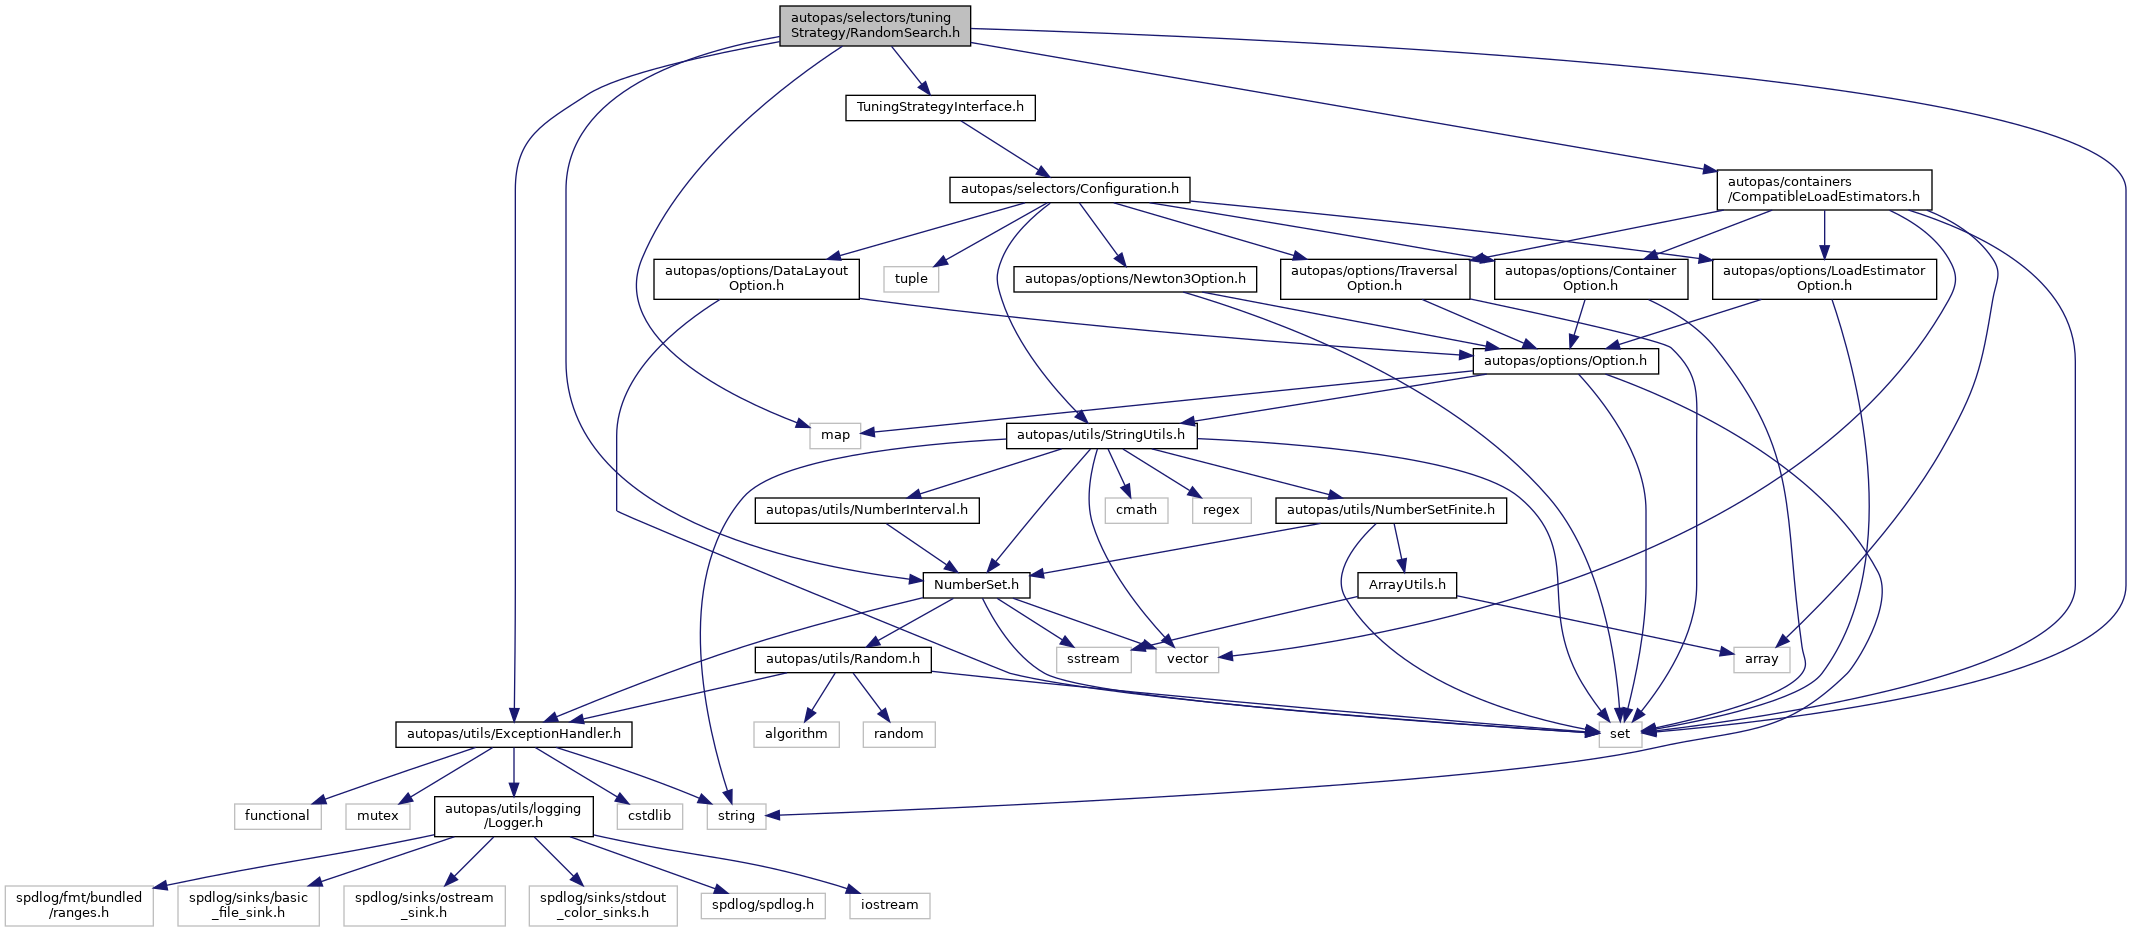 autopas/selectors/tuning
Strategy/RandomSearch.h
TuningStrategyInterface.h
autopas/selectors/Configuration.h
autopas/containers
/CompatibleLoadEstimators.h
autopas/options/DataLayout
Option.h
tuple
autopas/options/Newton3Option.h
autopas/options/Traversal
Option.h
autopas/options/Container
Option.h
autopas/options/LoadEstimator
Option.h
autopas/options/Option.h
map
autopas/utils/StringUtils.h
autopas/utils/NumberInterval.h
cmath
regex
autopas/utils/NumberSetFinite.h
NumberSet.h
ArrayUtils.h
autopas/utils/Random.h
sstream
vector
array
autopas/utils/ExceptionHandler.h
algorithm
random
set
functional
mutex
autopas/utils/logging
/Logger.h
cstdlib
string
spdlog/fmt/bundled
/ranges.h
spdlog/sinks/basic
_file_sink.h
spdlog/sinks/ostream
_sink.h
spdlog/sinks/stdout
_color_sinks.h
spdlog/spdlog.h
iostream